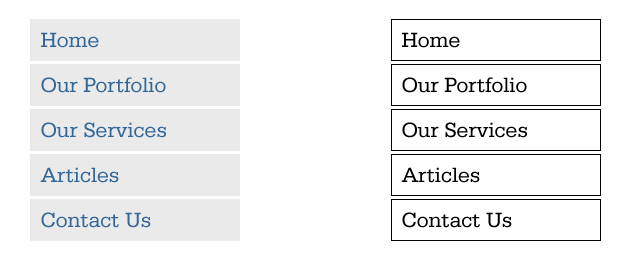 Home
Our Portfolio
Our Services
Articles
Contact Us
Home
Our Portfolio
Our Services
Articles
Contact Us